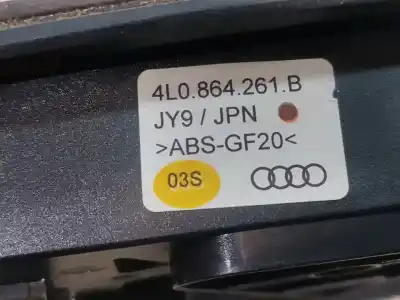 4L0.864.261.B
JY9 / JPN
>ABS-GF20<
03S